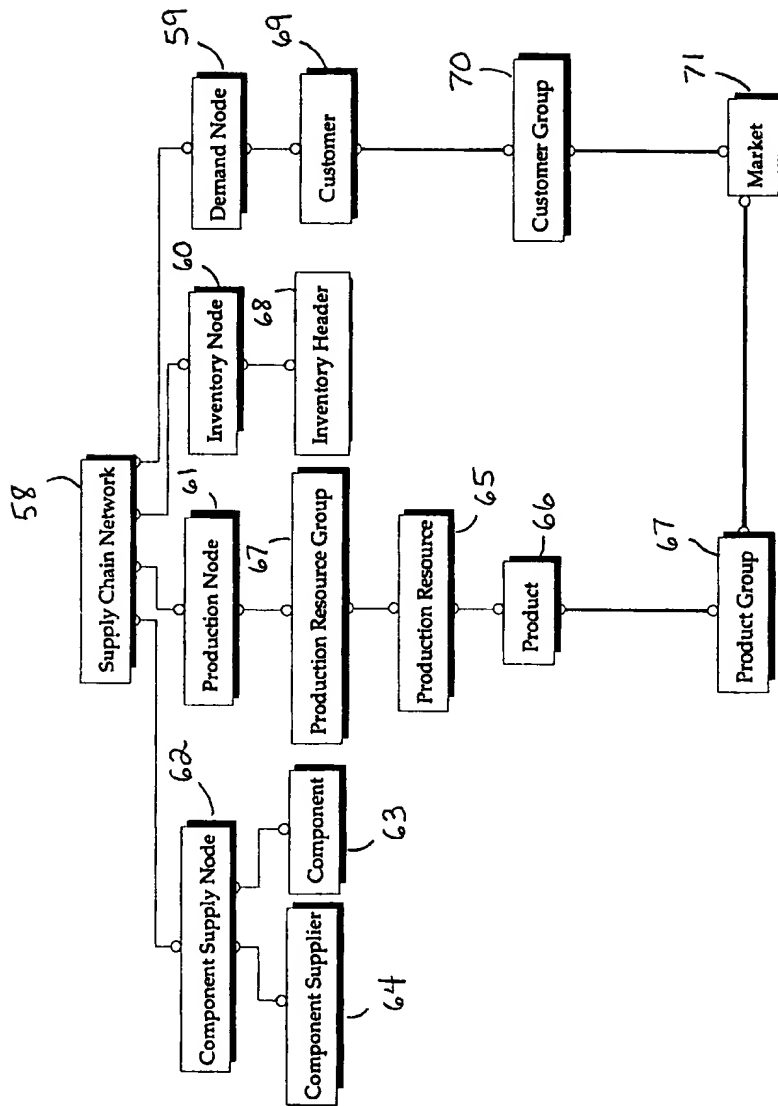 58
Supply Chain Network
62
Component Supply Node
61
Production Node
60
Inventory Node
59
Demand Node
64
Component Supplier
63
Component
67
Production Resource Group
68
Inventory Header
69
Customer
65
Production Resource
66
Product
70
Customer Group
67
Product Group
71
Market